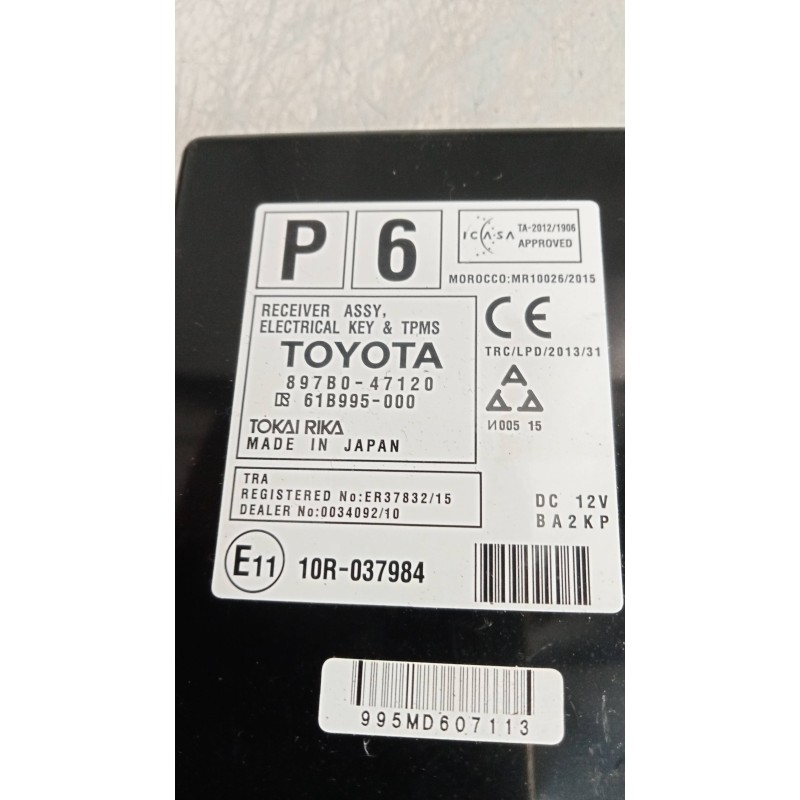 P 6
ICASA TA-2012/1906
APPROVED
MOROCCO:MR10026/2015
RECEIVER ASSY,
ELECTRICAL KEY & TPMS
TOYOTA
897B0-47120
61B995-000
TOKAI RIKA
MADE IN JAPAN
CE
TRC/LPD/2013/31
И005 15
TRA
REGISTERED No:ER37832/15
DEALER No:0034092/10
DC 12V
BA2KP
E11 10R-037984
995MD607113